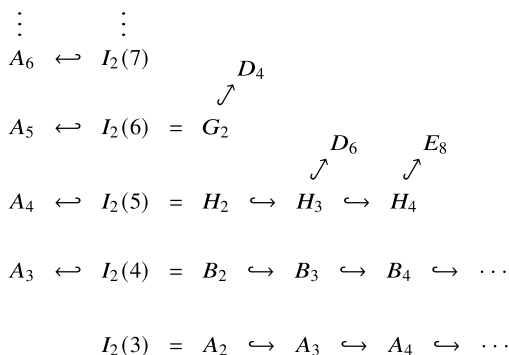 ⋮ ⋮
A₆ ↩ I₂(7)
D₄
↗
A₅ ↩ I₂(6) = G₂
D₆ E₈
↗ ↗
A₄ ↩ I₂(5) = H₂ ↪ H₃ ↪ H₄
A₃ ↩ I₂(4) = B₂ ↪ B₃ ↪ B₄ ↪ ⋯
I₂(3) = A₂ ↪ A₃ ↪ A₄ ↪ ⋯